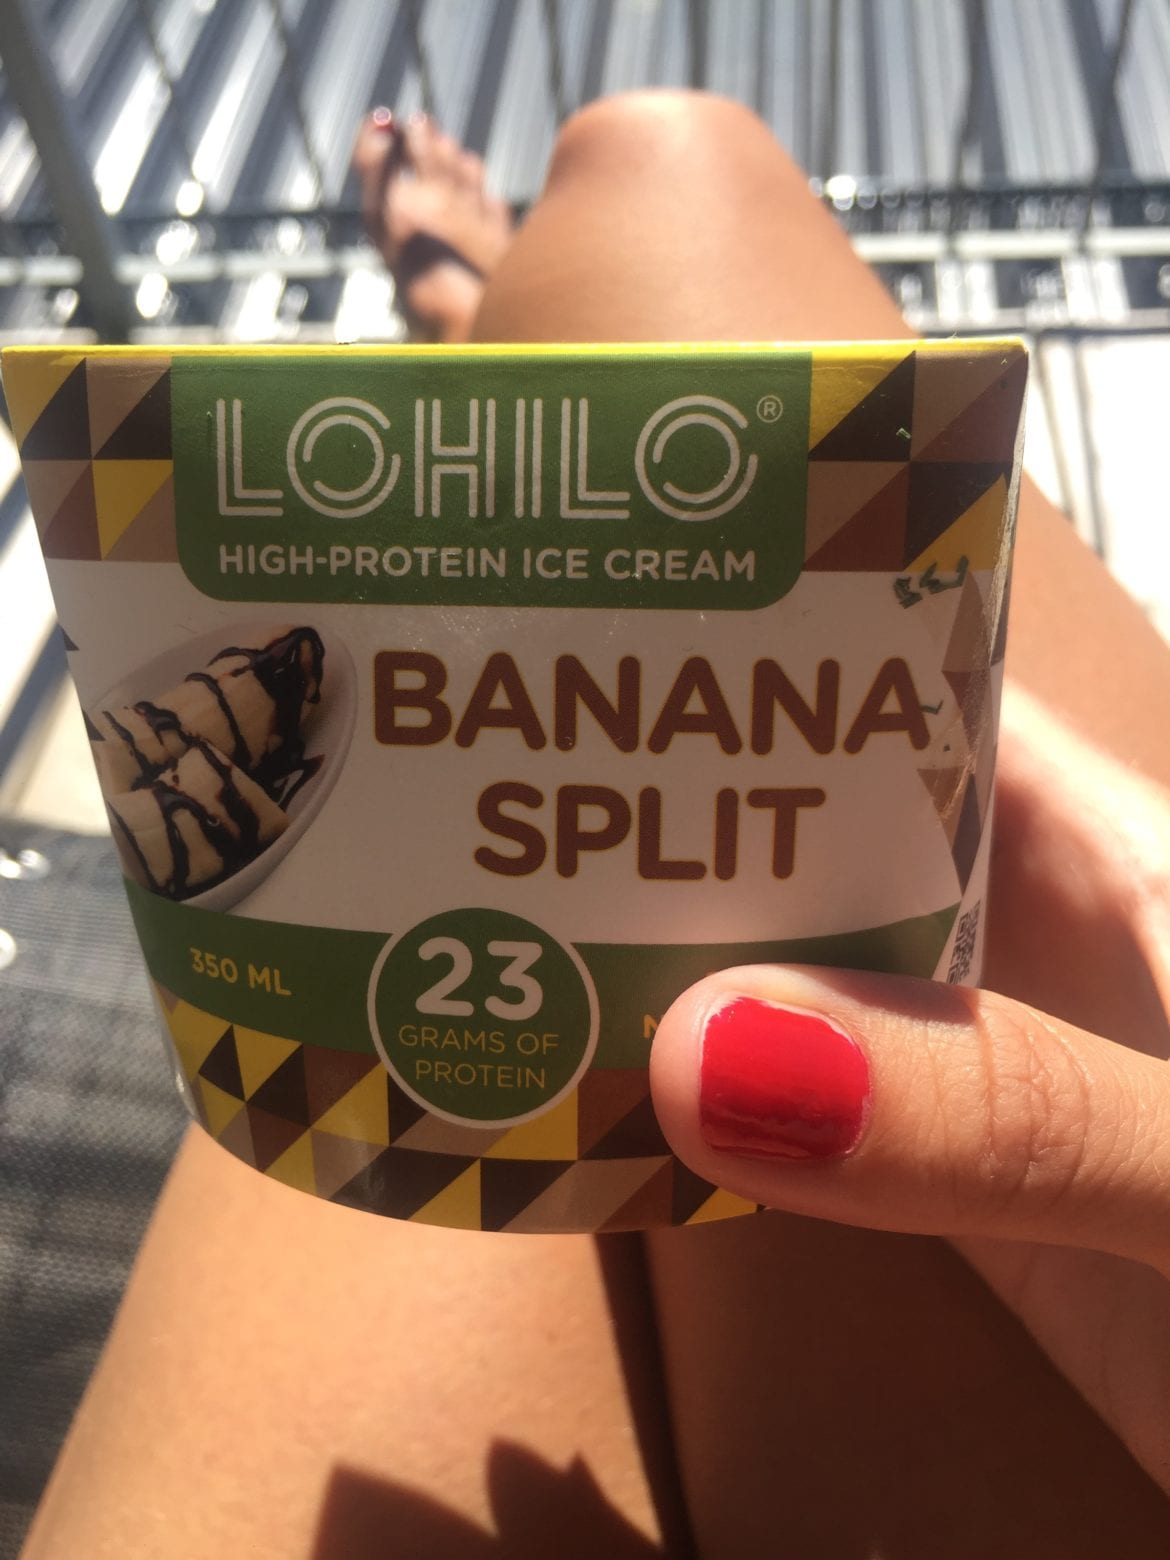 LOHILO®
HIGH-PROTEIN ICE CREAM
BANANA
SPLIT
350 ML
23
GRAMS OF
PROTEIN